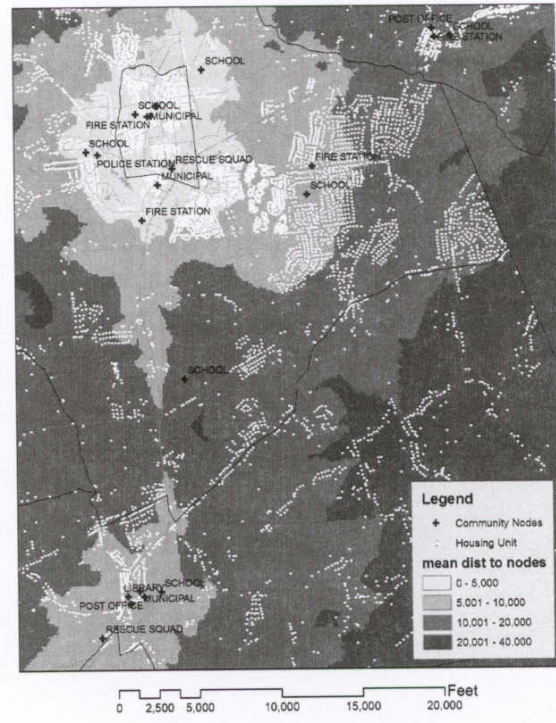 POST OFFICE
SCHOOL
FIRE STATION
SCHOOL
SCHOOL
MUNICIPAL
FIRE STATION
SCHOOL
POLICE STATION
RESCUE SQUAD
MUNICIPAL
FIRE STATION
FIRE STATION
SCHOOL
SCHOOL
LIBRARY
SCHOOL
MUNICIPAL
POST OFFICE
RESCUE SQUAD
Legend
Community Nodes
Housing Unit
mean dist to nodes
0 - 5,000
5,001 - 10,000
10,001 - 20,000
20,001 - 40,000
Feet
0 2,500 5,000 10,000 15,000 20,000